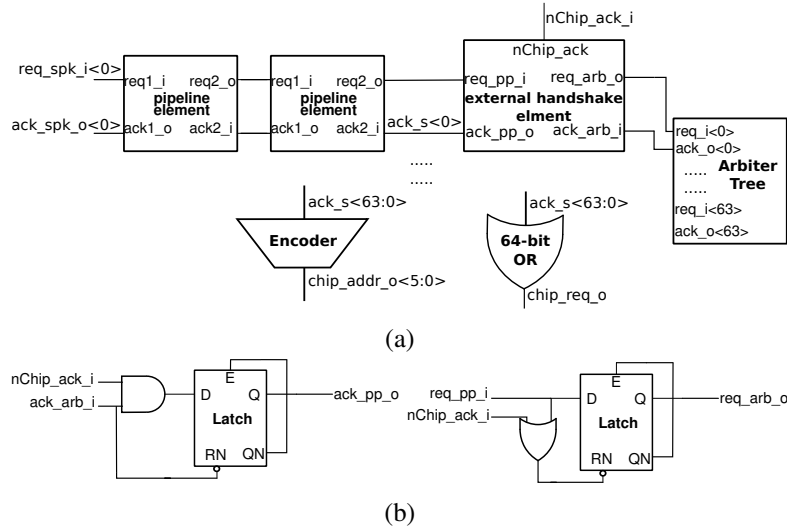 nChip_ack_i
nChip_ack
req_spk_i<0>
req1_i req2_o
pipeline
element
ack1_o ack2_i
ack_spk_o<0>
req1_i req2_o
pipeline
element
ack1_o ack2_i
ack_s<0>
req_pp_i req_arb_o
external handshake
elment
ack_pp_o ack_arb_i
req_i<0>
ack_o<0>
..... Arbiter
..... Tree
req_i<63>
ack_o<63>
.....
.....
ack_s<63:0>
Encoder
chip_addr_o<5:0>
ack_s<63:0>
64-bit
OR
chip_req_o
(a)
nChip_ack_i
ack_arb_i
E
D Q
Latch
RN QN
ack_pp_o
req_pp_i
nChip_ack_i
E
D Q
Latch
RN QN
req_arb_o
(b)